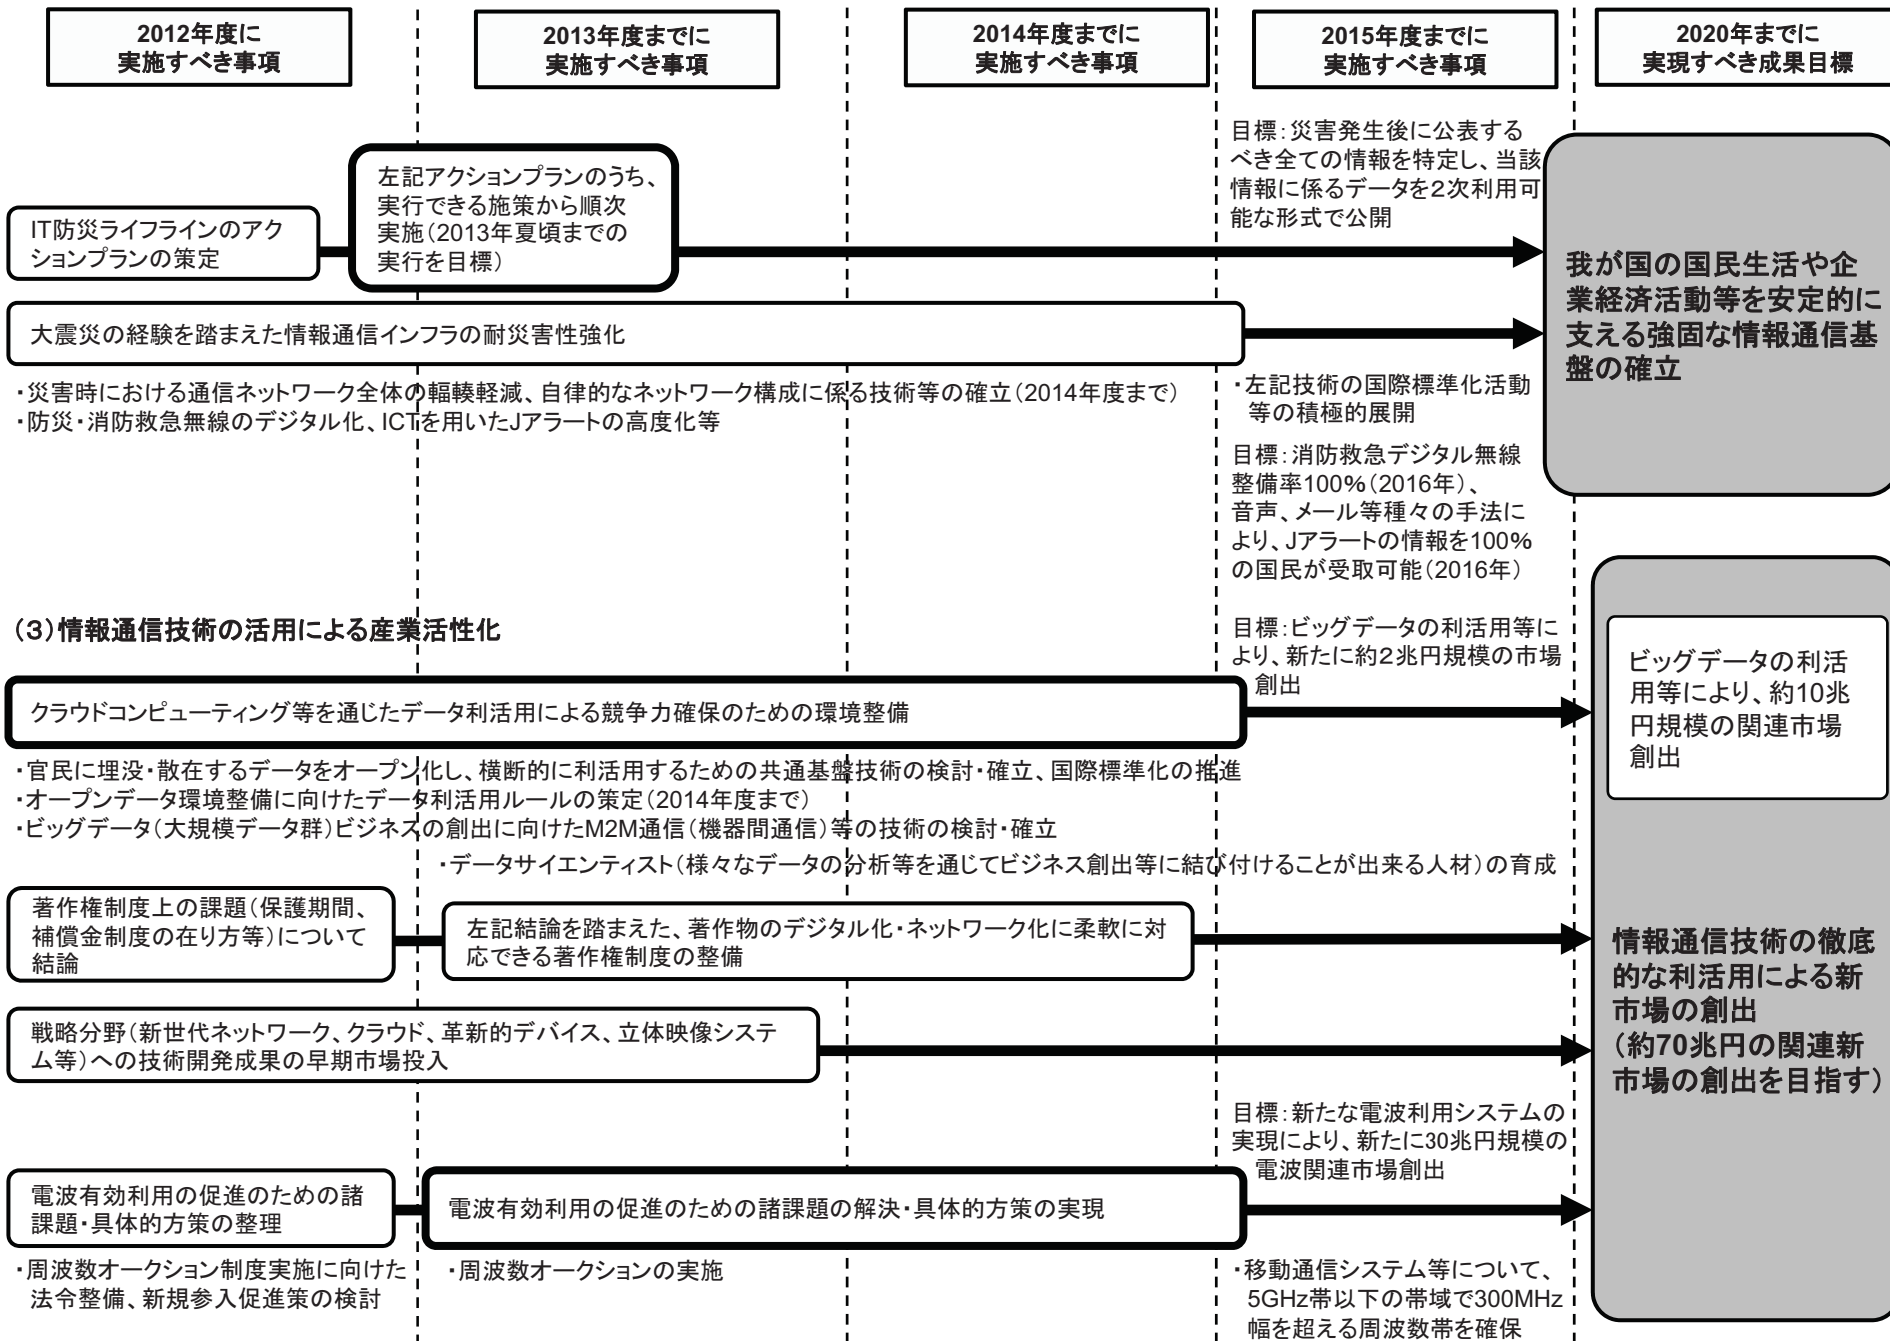 2012年度に
実施すべき事項
2013年度までに
実施すべき事項
2014年度までに
実施すべき事項
2015年度までに
実施すべき事項
2020年までに
実現すべき成果目標
IT防災ライフラインのアク
ションプランの策定
左記アクションプランのうち、
実行できる施策から順次
実施(2013年夏頃までの
実行を目標)
目標:災害発生後に公表する
べき全ての情報を特定し、当該
情報に係るデータを2次利用可
能な形式で公開
我が国の国民生活や企
業経済活動等を安定的に
支える強固な情報通信基
盤の確立
大震災の経験を踏まえた情報通信インフラの耐災害性強化
・災害時における通信ネットワーク全体の輻輳軽減、自律的なネットワーク構成に係る技術等の確立(2014年度まで)
・防災・消防救急無線のデジタル化、ICTを用いたJアラートの高度化等
・左記技術の国際標準化活動
等の積極的展開
目標:消防救急デジタル無線
整備率100%(2016年)、
音声、メール等種々の手法に
より、Jアラートの情報を100%
の国民が受取可能(2016年)
(3)情報通信技術の活用による産業活性化
目標:ビッグデータの利活用等に
より、新たに約2兆円規模の市場
創出
クラウドコンピューティング等を通じたデータ利活用による競争力確保のための環境整備
ビッグデータの利活
用等により、約10兆
円規模の関連市場
創出
・官民に埋没・散在するデータをオープン化し、横断的に利活用するための共通基盤技術の検討・確立、国際標準化の推進
・オープンデータ環境整備に向けたデータ利活用ルールの策定(2014年度まで)
・ビッグデータ(大規模データ群)ビジネスの創出に向けたM2M通信(機器間通信)等の技術の検討・確立
・データサイエンティスト(様々なデータの分析等を通じてビジネス創出等に結び付けることが出来る人材)の育成
著作権制度上の課題(保護期間、
補償金制度の在り方等)について
結論
左記結論を踏まえた、著作物のデジタル化・ネットワーク化に柔軟に対
応できる著作権制度の整備
情報通信技術の徹底
的な利活用による新
市場の創出
(約70兆円の関連新
市場の創出を目指す)
戦略分野(新世代ネットワーク、クラウド、革新的デバイス、立体映像システ
ム等)への技術開発成果の早期市場投入
目標:新たな電波利用システムの
実現により、新たに30兆円規模の
電波関連市場創出
電波有効利用の促進のための諸
課題・具体的方策の整理
電波有効利用の促進のための諸課題の解決・具体的方策の実現
・周波数オークション制度実施に向けた
法令整備、新規参入促進策の検討
・周波数オークションの実施
・移動通信システム等について、
5GHz帯以下の帯域で300MHz
幅を超える周波数帯を確保